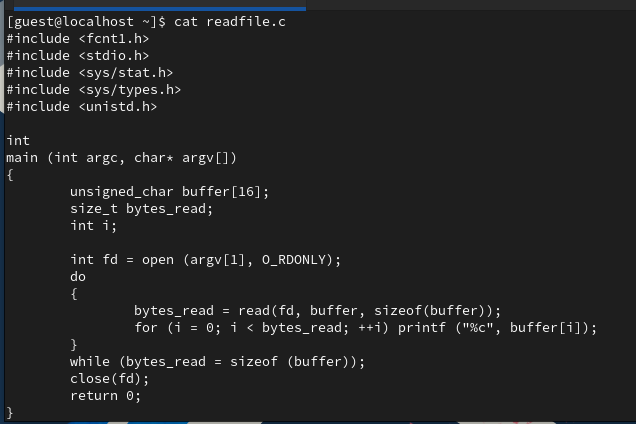 [guest@localhost ~]$ cat readfile.c
#include <fcnt1.h>
#include <stdio.h>
#include <sys/stat.h>
#include <sys/types.h>
#include <unistd.h>
int
main (int argc, char* argv[])
{
unsigned_char buffer[16];
size_t bytes_read;
int i;
int fd = open (argv[1], O_RDONLY);
do
{
bytes_read = read(fd, buffer, sizeof(buffer));
for (i = 0; i < bytes_read; ++i) printf ("%c", buffer[i]);
}
while (bytes_read = sizeof (buffer));
close(fd);
return 0;
}